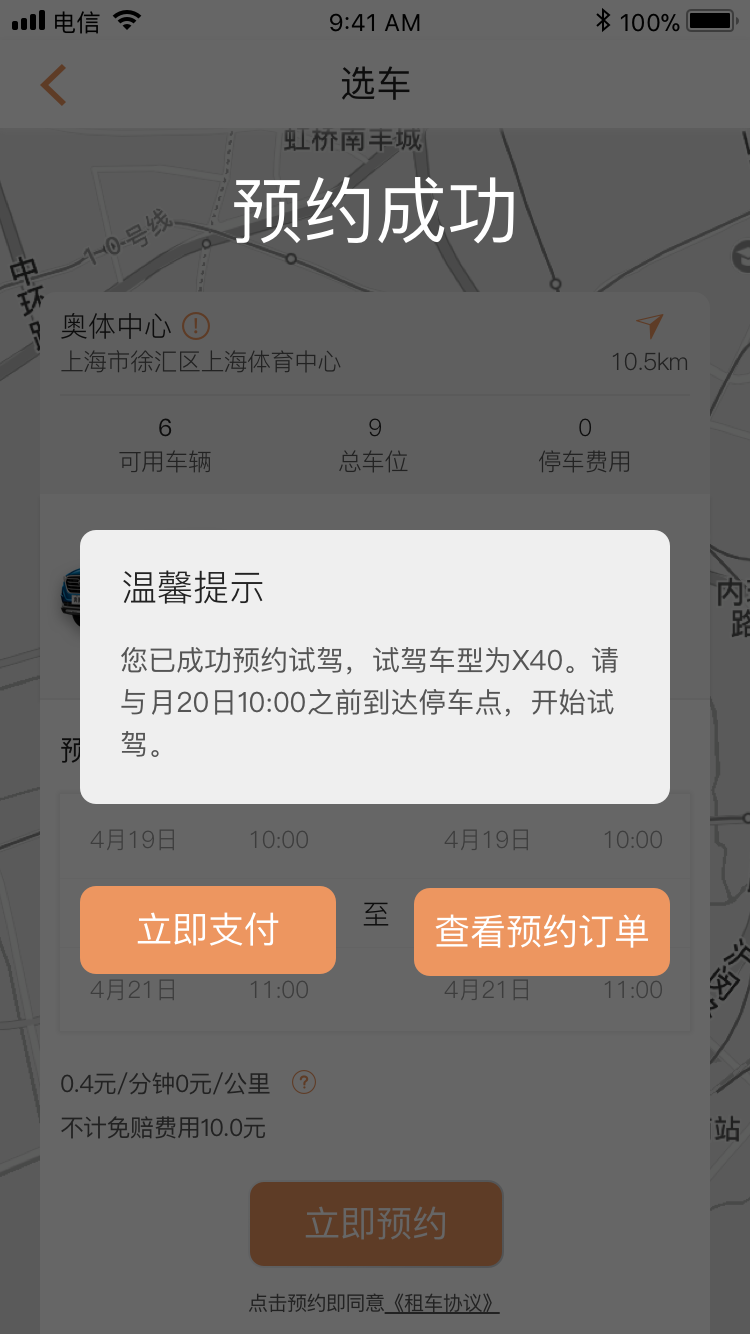 电信 9:41 AM 100%
选车
虹桥南丰城
预约成功
10号线
中环路
奥体中心
上海市徐汇区上海体育中心 10.5km
6 9 0
可用车辆 总车位 停车费用
温馨提示
您已成功预约试驾，试驾车型为X40。请
与月20日10:00之前到达停车点，开始试
驾。
内环
路
预
4月19日 10:00 4月19日 10:00
立即支付 至 查看预约订单
4月21日 11:00 4月21日 11:00
沪闵
0.4元/分钟0元/公里 ?
不计免赔费用10.0元
站
立即预约
点击预约即同意《租车协议》